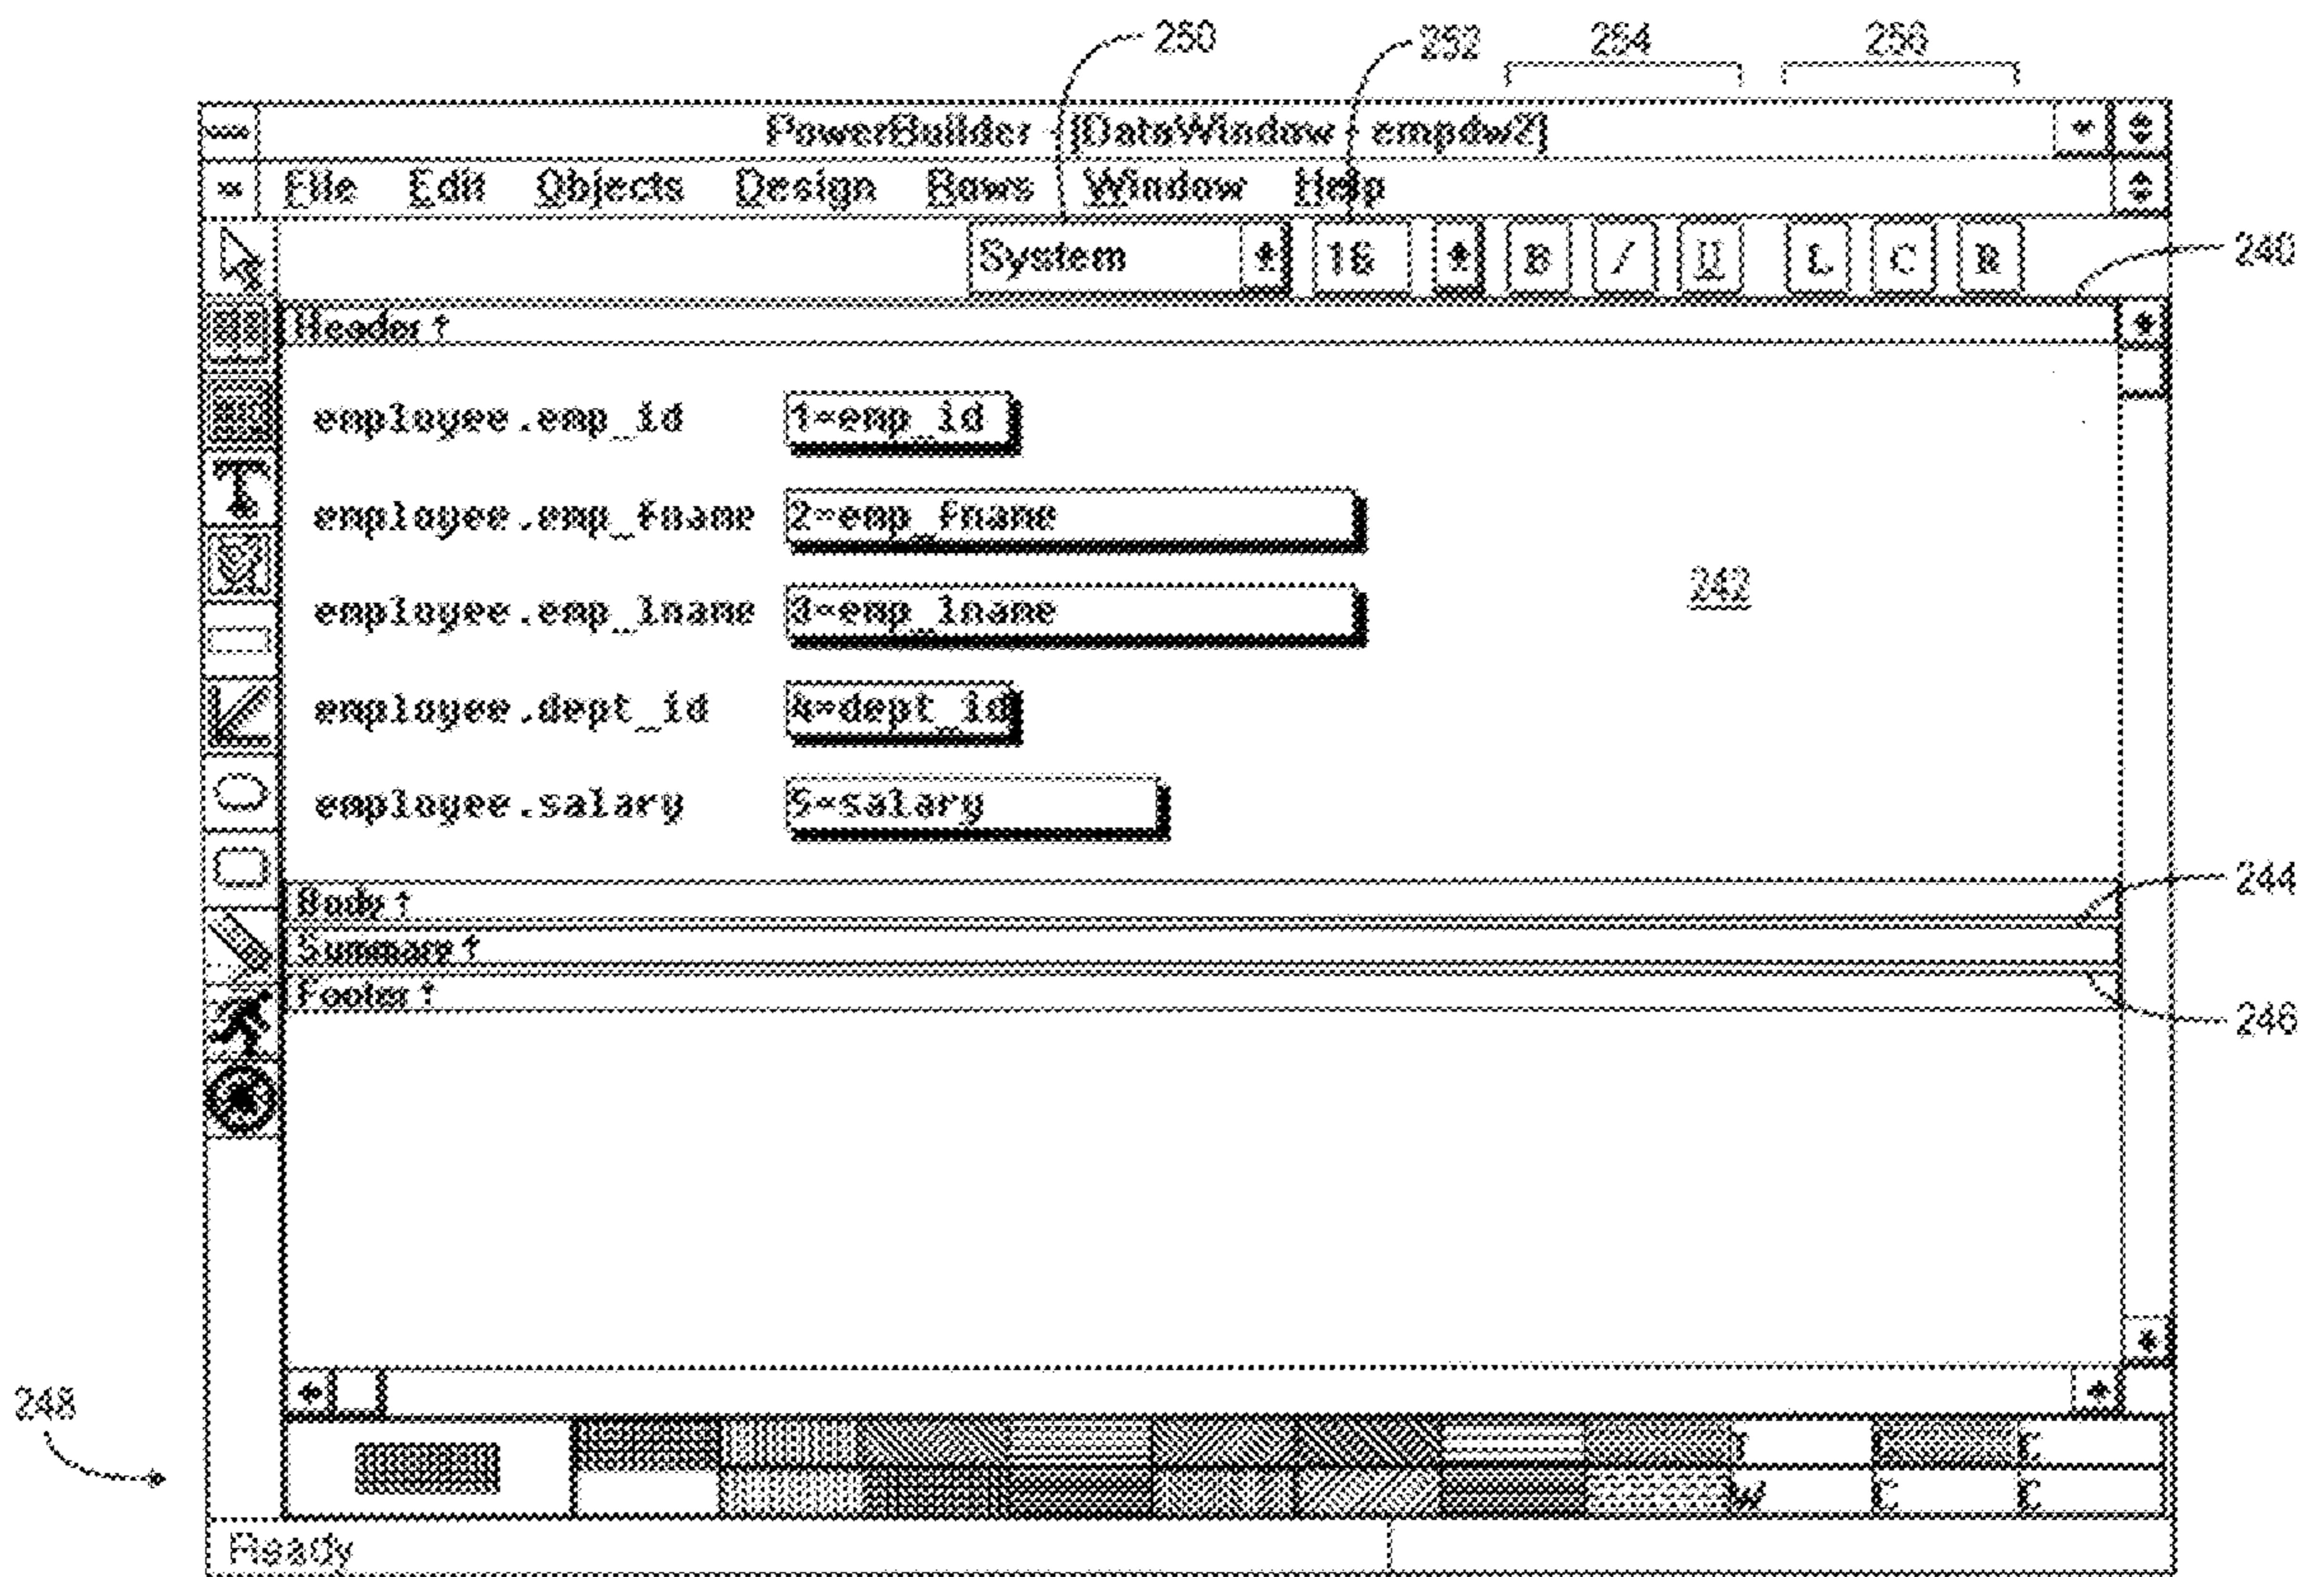 250 252 254 256
PowerBuilder - [DataWindow - empdw2]
File Edit Objects Design Rows Window Help
System 16 B I U L C R
240
Header ↑
employee.emp_id 1=emp_id
employee.emp_fname 2=emp_fname
242
employee.emp_lname 3=emp_lname
employee.dept_id 4=dept_id
employee.salary 5=salary
244
Body ↑
Summary ↑
Footer ↑
246
248
T C C
W C C
Ready